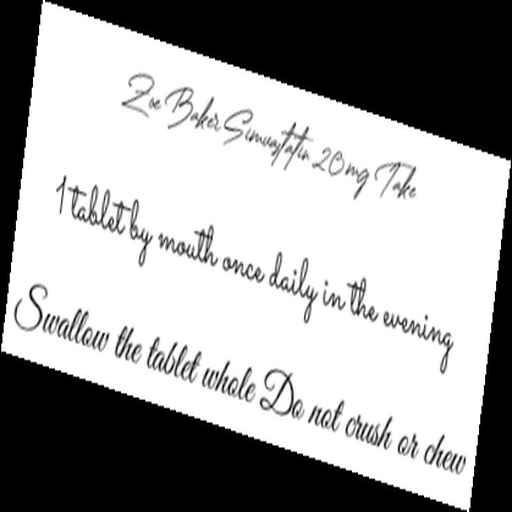 Zoe Baker Simvastatin 20mg Take
1 tablet by mouth once daily in the evening
Swallow the tablet whole Do not crush or chew